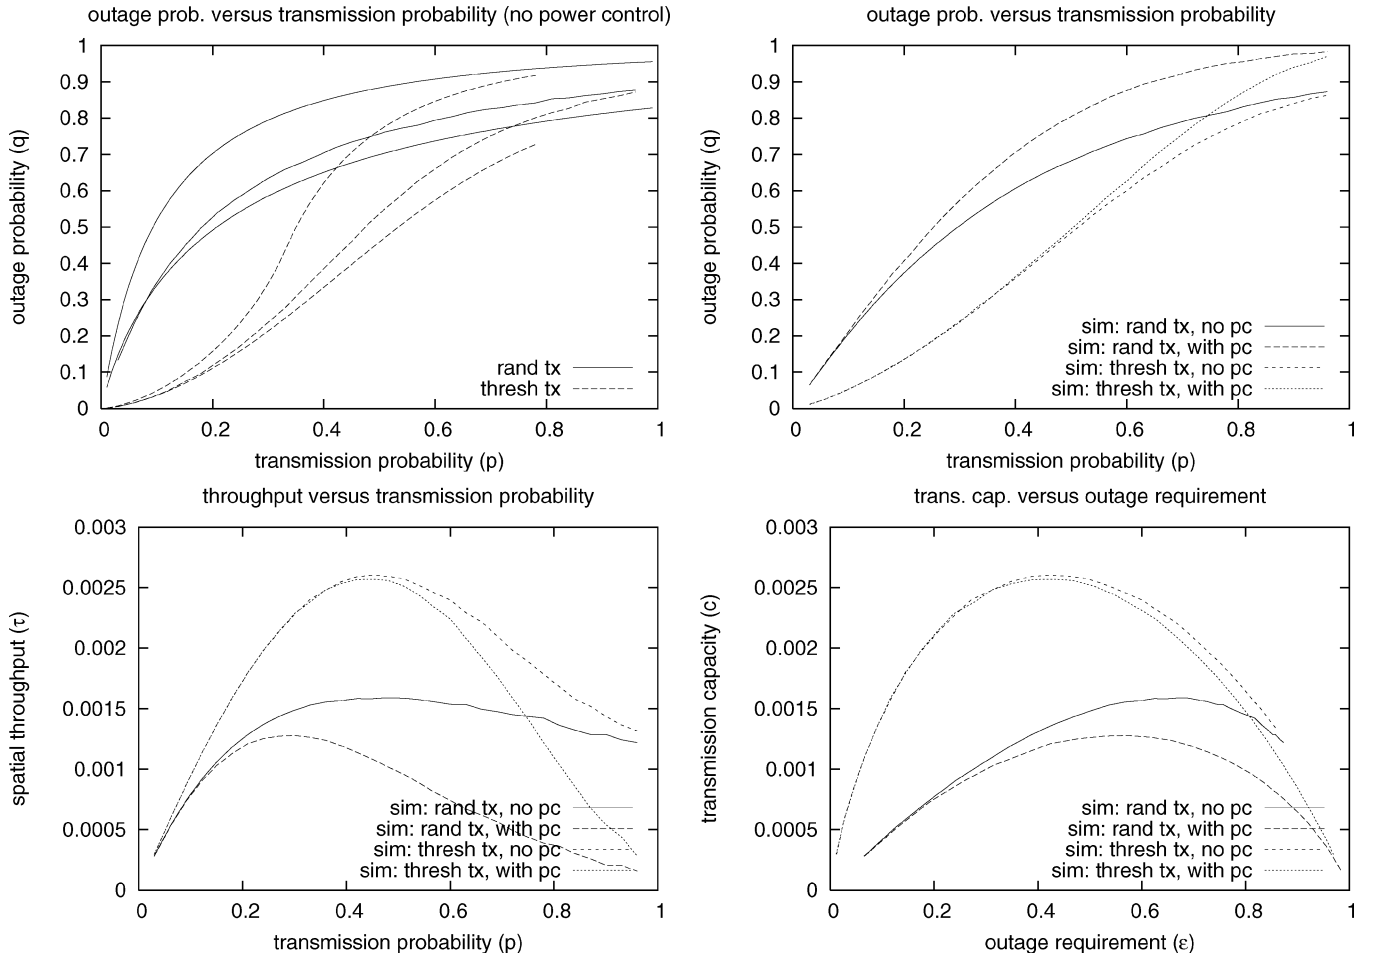 outage prob. versus transmission probability (no power control)
1
0.9
0.8
0.7
0.6
0.5
0.4
0.3
0.2
0.1
0
outage probability (q)
rand tx
thresh tx
0 0.2 0.4 0.6 0.8 1
transmission probability (p)
outage prob. versus transmission probability
1
0.9
0.8
0.7
0.6
0.5
0.4
0.3
0.2
0.1
0
outage probability (q)
sim: rand tx, no pc
sim: rand tx, with pc
sim: thresh tx, no pc
sim: thresh tx, with pc
0 0.2 0.4 0.6 0.8 1
transmission probability (p)
throughput versus transmission probability
0.003
0.0025
0.002
0.0015
0.001
0.0005
0
spatial throughput (τ)
sim: rand tx, no pc
sim: rand tx, with pc
sim: thresh tx, no pc
sim: thresh tx, with pc
0 0.2 0.4 0.6 0.8 1
transmission probability (p)
trans. cap. versus outage requirement
0.003
0.0025
0.002
0.0015
0.001
0.0005
0
transmission capacity (c)
sim: rand tx, no pc
sim: rand tx, with pc
sim: thresh tx, no pc
sim: thresh tx, with pc
0 0.2 0.4 0.6 0.8 1
outage requirement (ε)